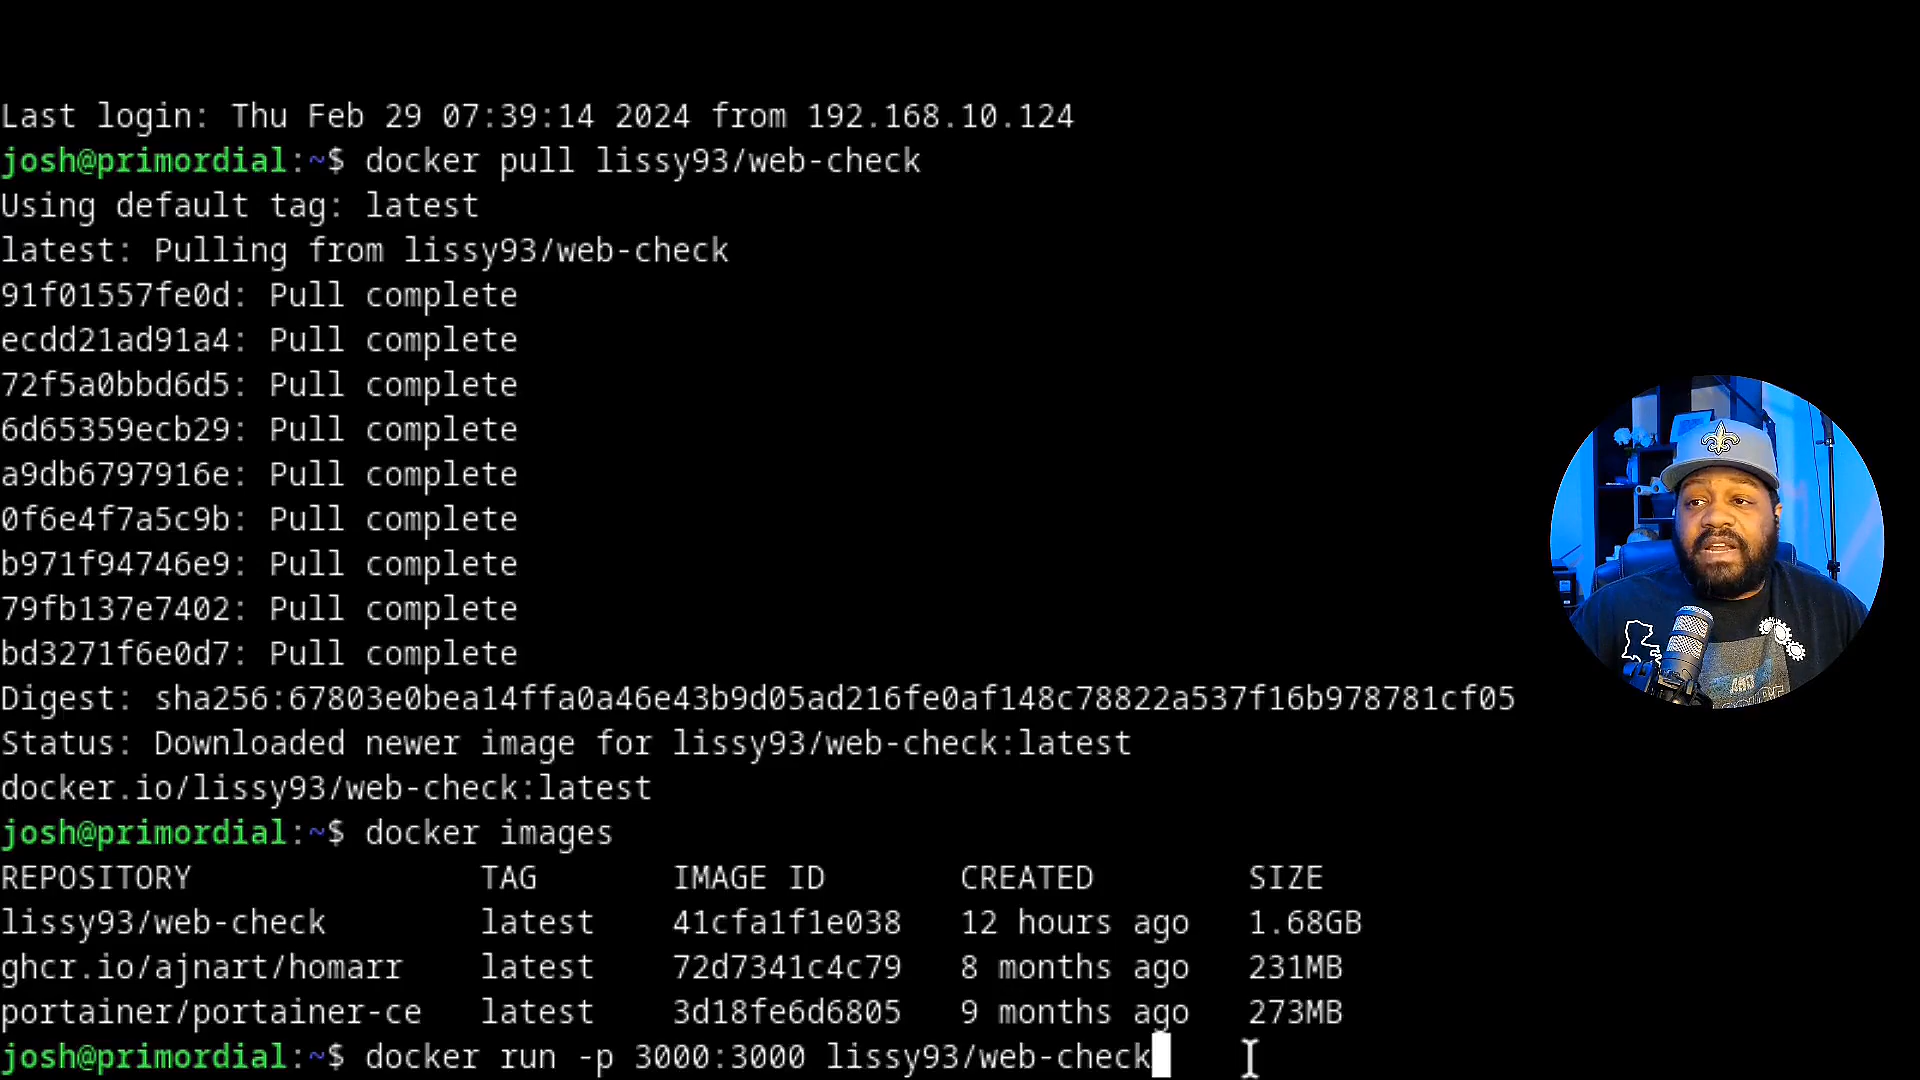 Last login: Thu Feb 29 07:39:14 2024 from 192.168.10.124
josh@primordial:~$ docker pull lissy93/web-check
Using default tag: latest
latest: Pulling from lissy93/web-check
91f01557fe0d: Pull complete
ecdd21ad91a4: Pull complete
72f5a0bbd6d5: Pull complete
6d65359ecb29: Pull complete
a9db6797916e: Pull complete
0f6e4f7a5c9b: Pull complete
b971f94746e9: Pull complete
79fb137e7402: Pull complete
bd3271f6e0d7: Pull complete
Digest: sha256:67803e0bea14ffa0a46e43b9d05ad216fe0af148c78822a537f16b978781cf05
Status: Downloaded newer image for lissy93/web-check:latest
docker.io/lissy93/web-check:latest
josh@primordial:~$ docker images
REPOSITORY TAG IMAGE ID CREATED SIZE
lissy93/web-check latest 41cfa1f1e038 12 hours ago 1.68GB
ghcr.io/ajnart/homarr latest 72d7341c4c79 8 months ago 231MB
portainer/portainer-ce latest 3d18fe6d6805 9 months ago 273MB
josh@primordial:~$ docker run -p 3000:3000 lissy93/web-check